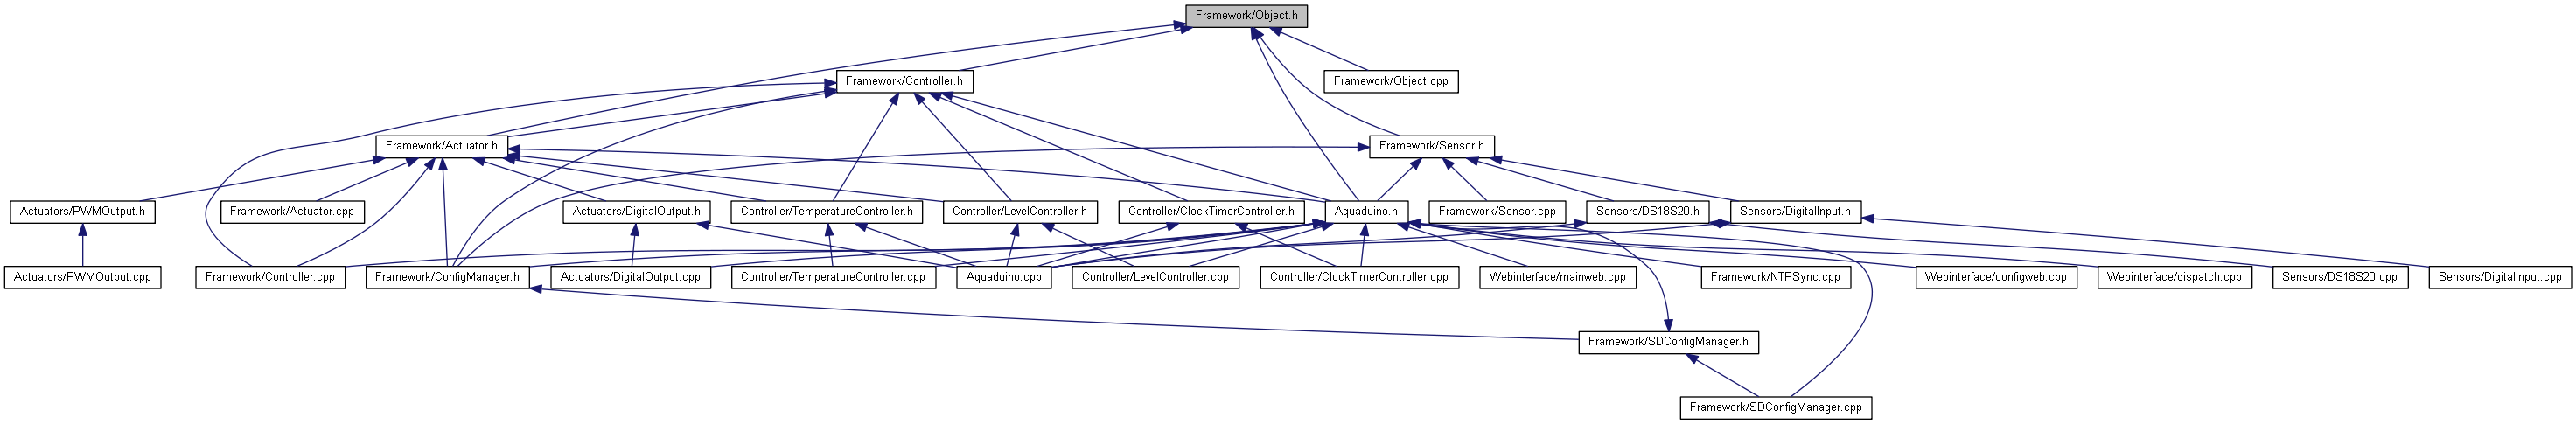 Framework/Object.h
Framework/Controller.h
Framework/Object.cpp
Framework/Actuator.h
Framework/Sensor.h
Actuators/PWMOutput.h
Framework/Actuator.cpp
Actuators/DigitalOutput.h
Controller/TemperatureController.h
Controller/LevelController.h
Controller/ClockTimerController.h
Aquaduino.h
Framework/Sensor.cpp
Sensors/DS18S20.h
Sensors/DigitalInput.h
Actuators/PWMOutput.cpp
Framework/Controller.cpp
Framework/ConfigManager.h
Actuators/DigitalOutput.cpp
Controller/TemperatureController.cpp
Aquaduino.cpp
Controller/LevelController.cpp
Controller/ClockTimerController.cpp
Webinterface/mainweb.cpp
Framework/NTPSync.cpp
Webinterface/configweb.cpp
Webinterface/dispatch.cpp
Sensors/DS18S20.cpp
Sensors/DigitalInput.cpp
Framework/SDConfigManager.h
Framework/SDConfigManager.cpp